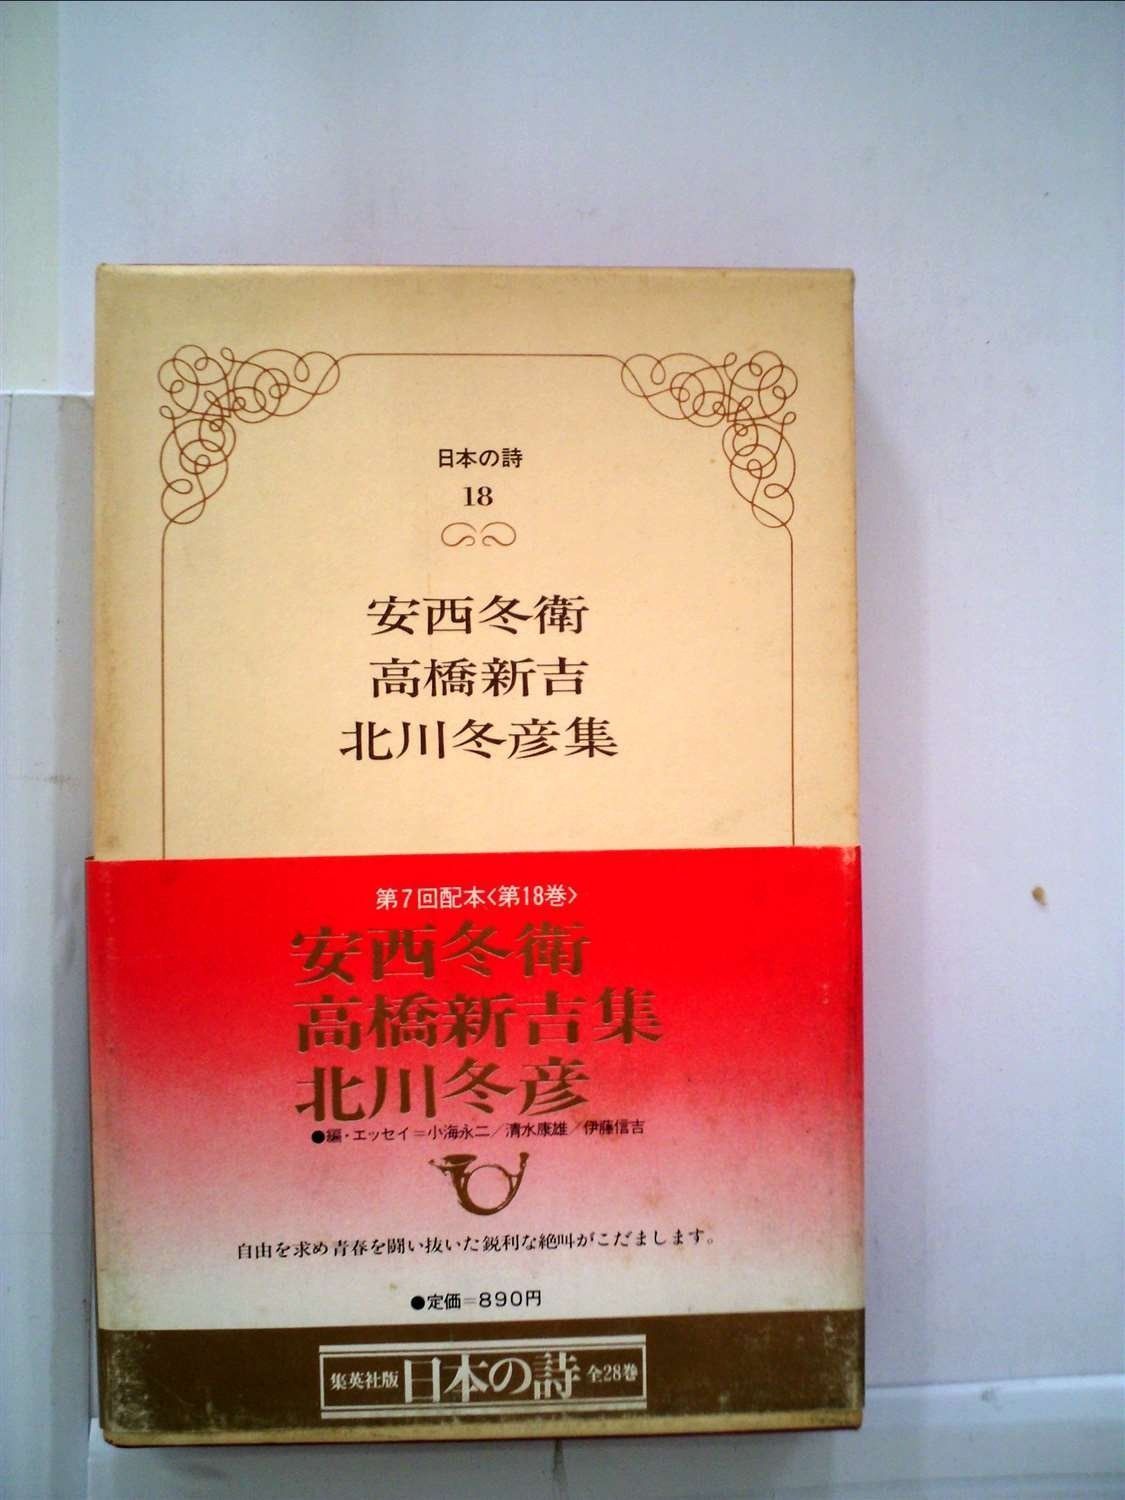 日本の詩
18
安西冬衛
高橋新吉
北川冬彦集
第7回配本〈第18巻〉
安西冬衛
高橋新吉集
北川冬彦
●編・エッセイ=小海永二/清水康雄/伊藤信吉
自由を求め青春を闘い抜いた鋭利な絶叫がこだまします。
●定価=890円
集英社版 日本の詩 全28巻